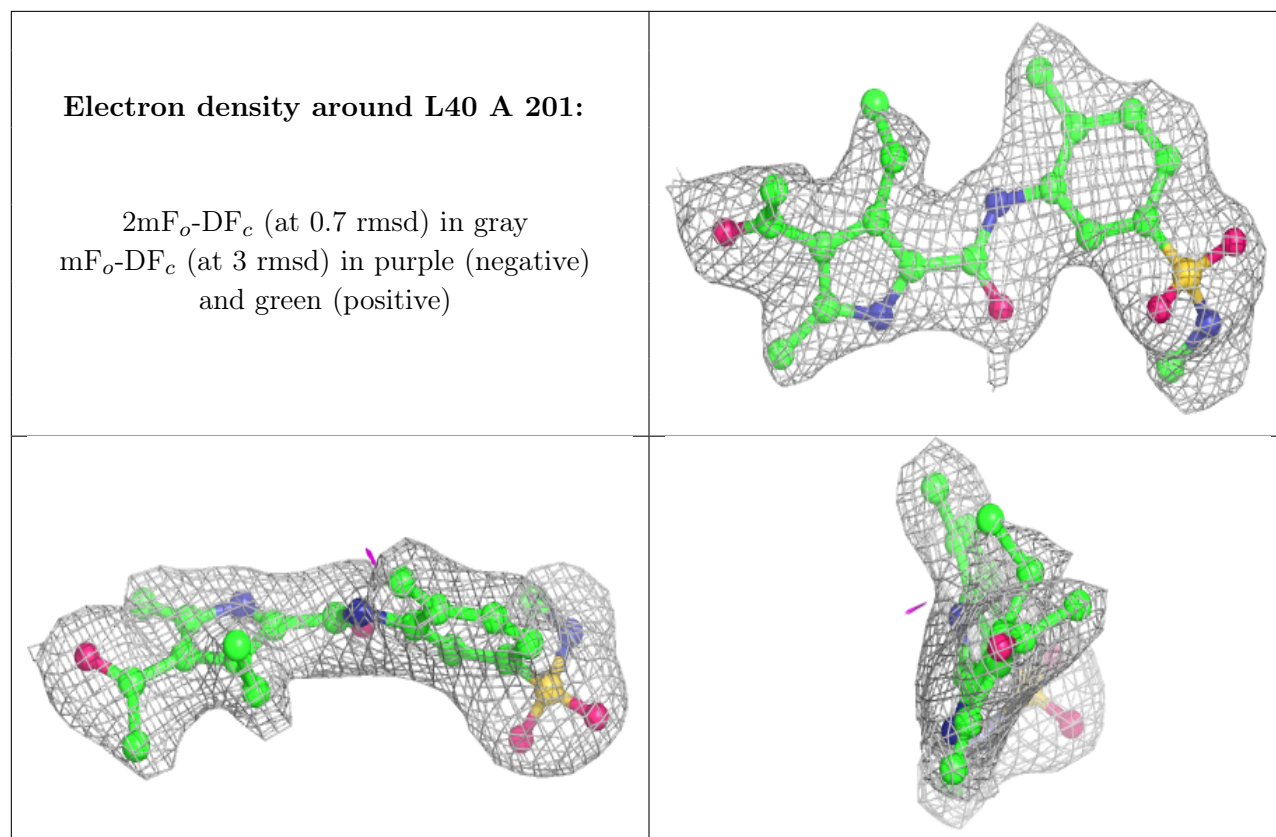 Electron density around L40 A 201:
2mFo-DFc (at 0.7 rmsd) in gray
mFo-DFc (at 3 rmsd) in purple (negative)
and green (positive)